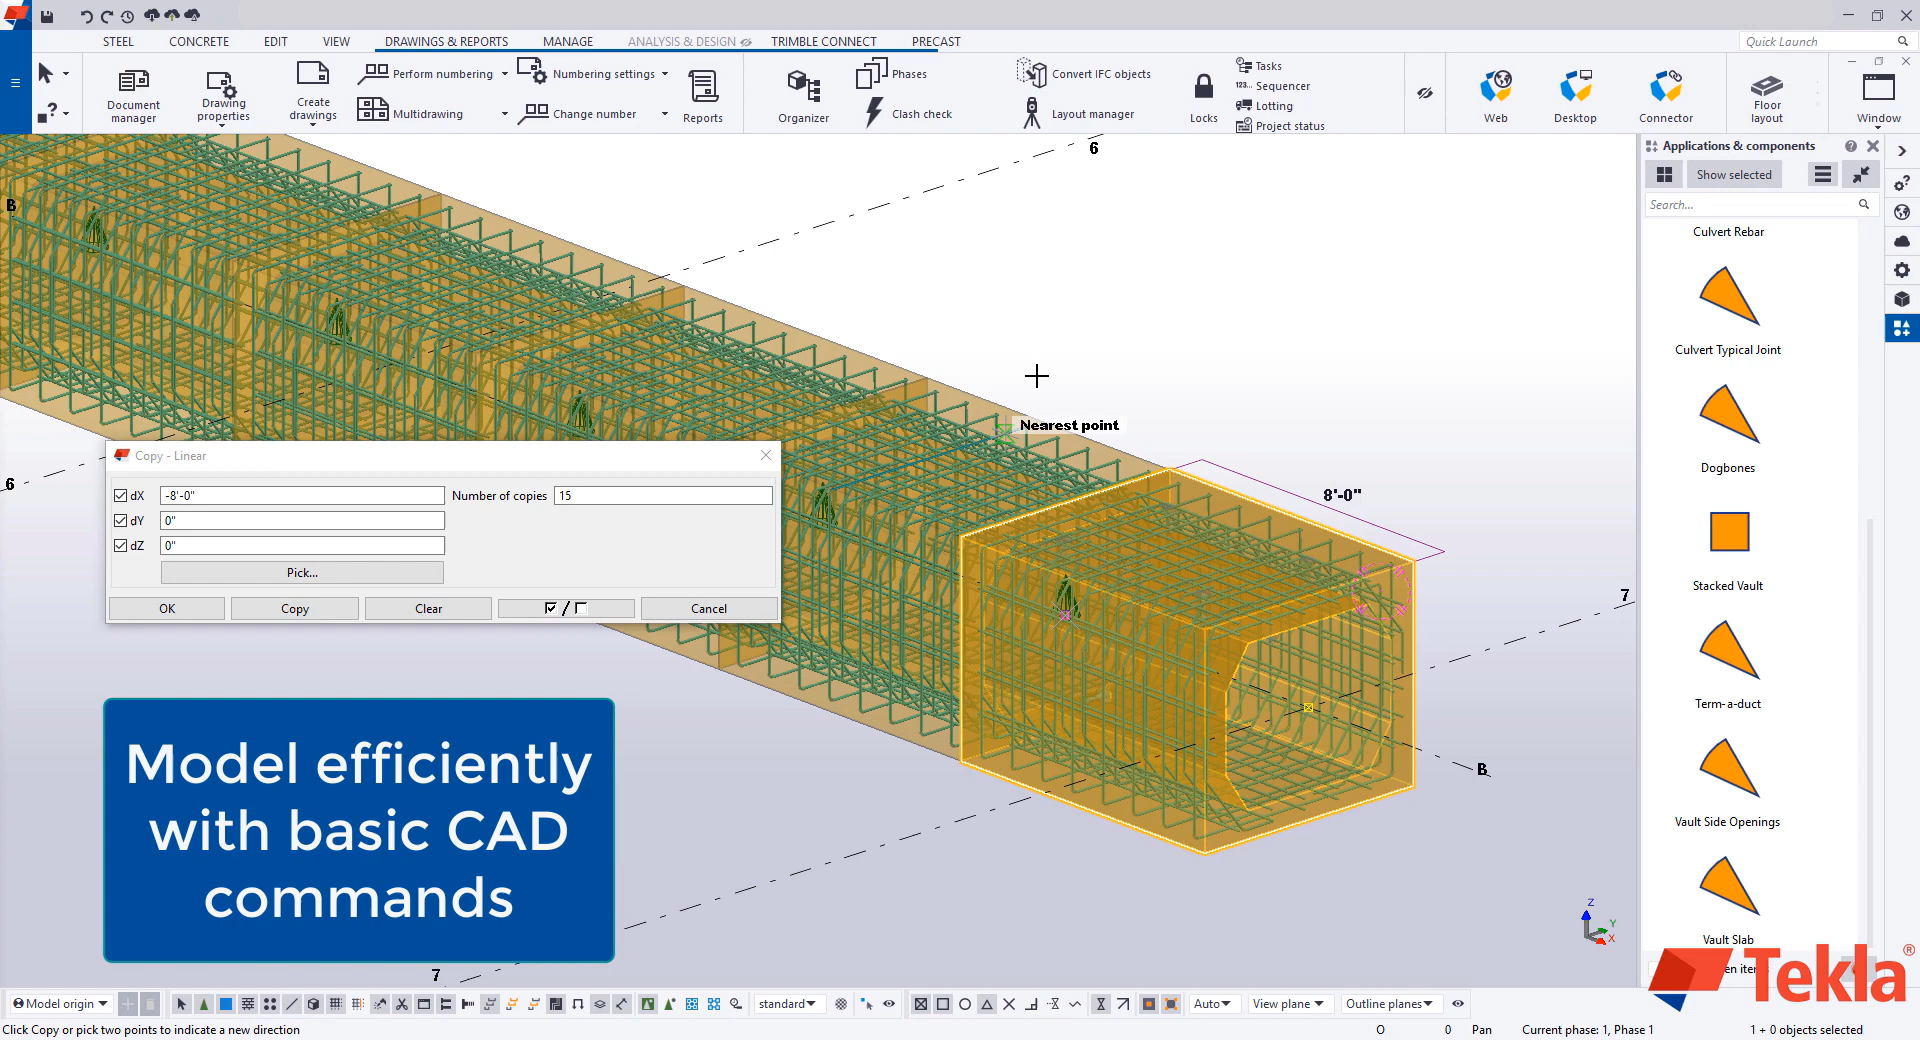 STEEL CONCRETE EDIT VIEW DRAWINGS & REPORTS MANAGE ANALYSIS & DESIGN TRIMBLE CONNECT PRECAST Quick Launch
Document
manager
Drawing
properties
Create
drawings
Perform numbering
Multidrawing
Numbering settings
Change number
Reports
Organizer
Phases
Clash check
Convert IFC objects
Layout manager
Locks
Tasks
123... Sequencer
Lotting
Project status
Web
Desktop
Connector
Floor
layout
Window
6
B
Nearest point
6
8'-0"
7
B
7
Z
Y
X
Copy - Linear
dX -8'-0" Number of copies 15
dY 0"
dZ 0"
Pick...
OK Copy Clear / Cancel
Model efficiently
with basic CAD
commands
Applications & components
Show selected
Search...
Culvert Rebar
Culvert Typical Joint
Dogbones
Stacked Vault
Term-a-duct
Vault Side Openings
Vault Slab
Tekla®
Model origin standard Auto View plane Outline planes
Click Copy or pick two points to indicate a new direction O 0 Pan Current phase: 1, Phase 1 1 + 0 objects selected